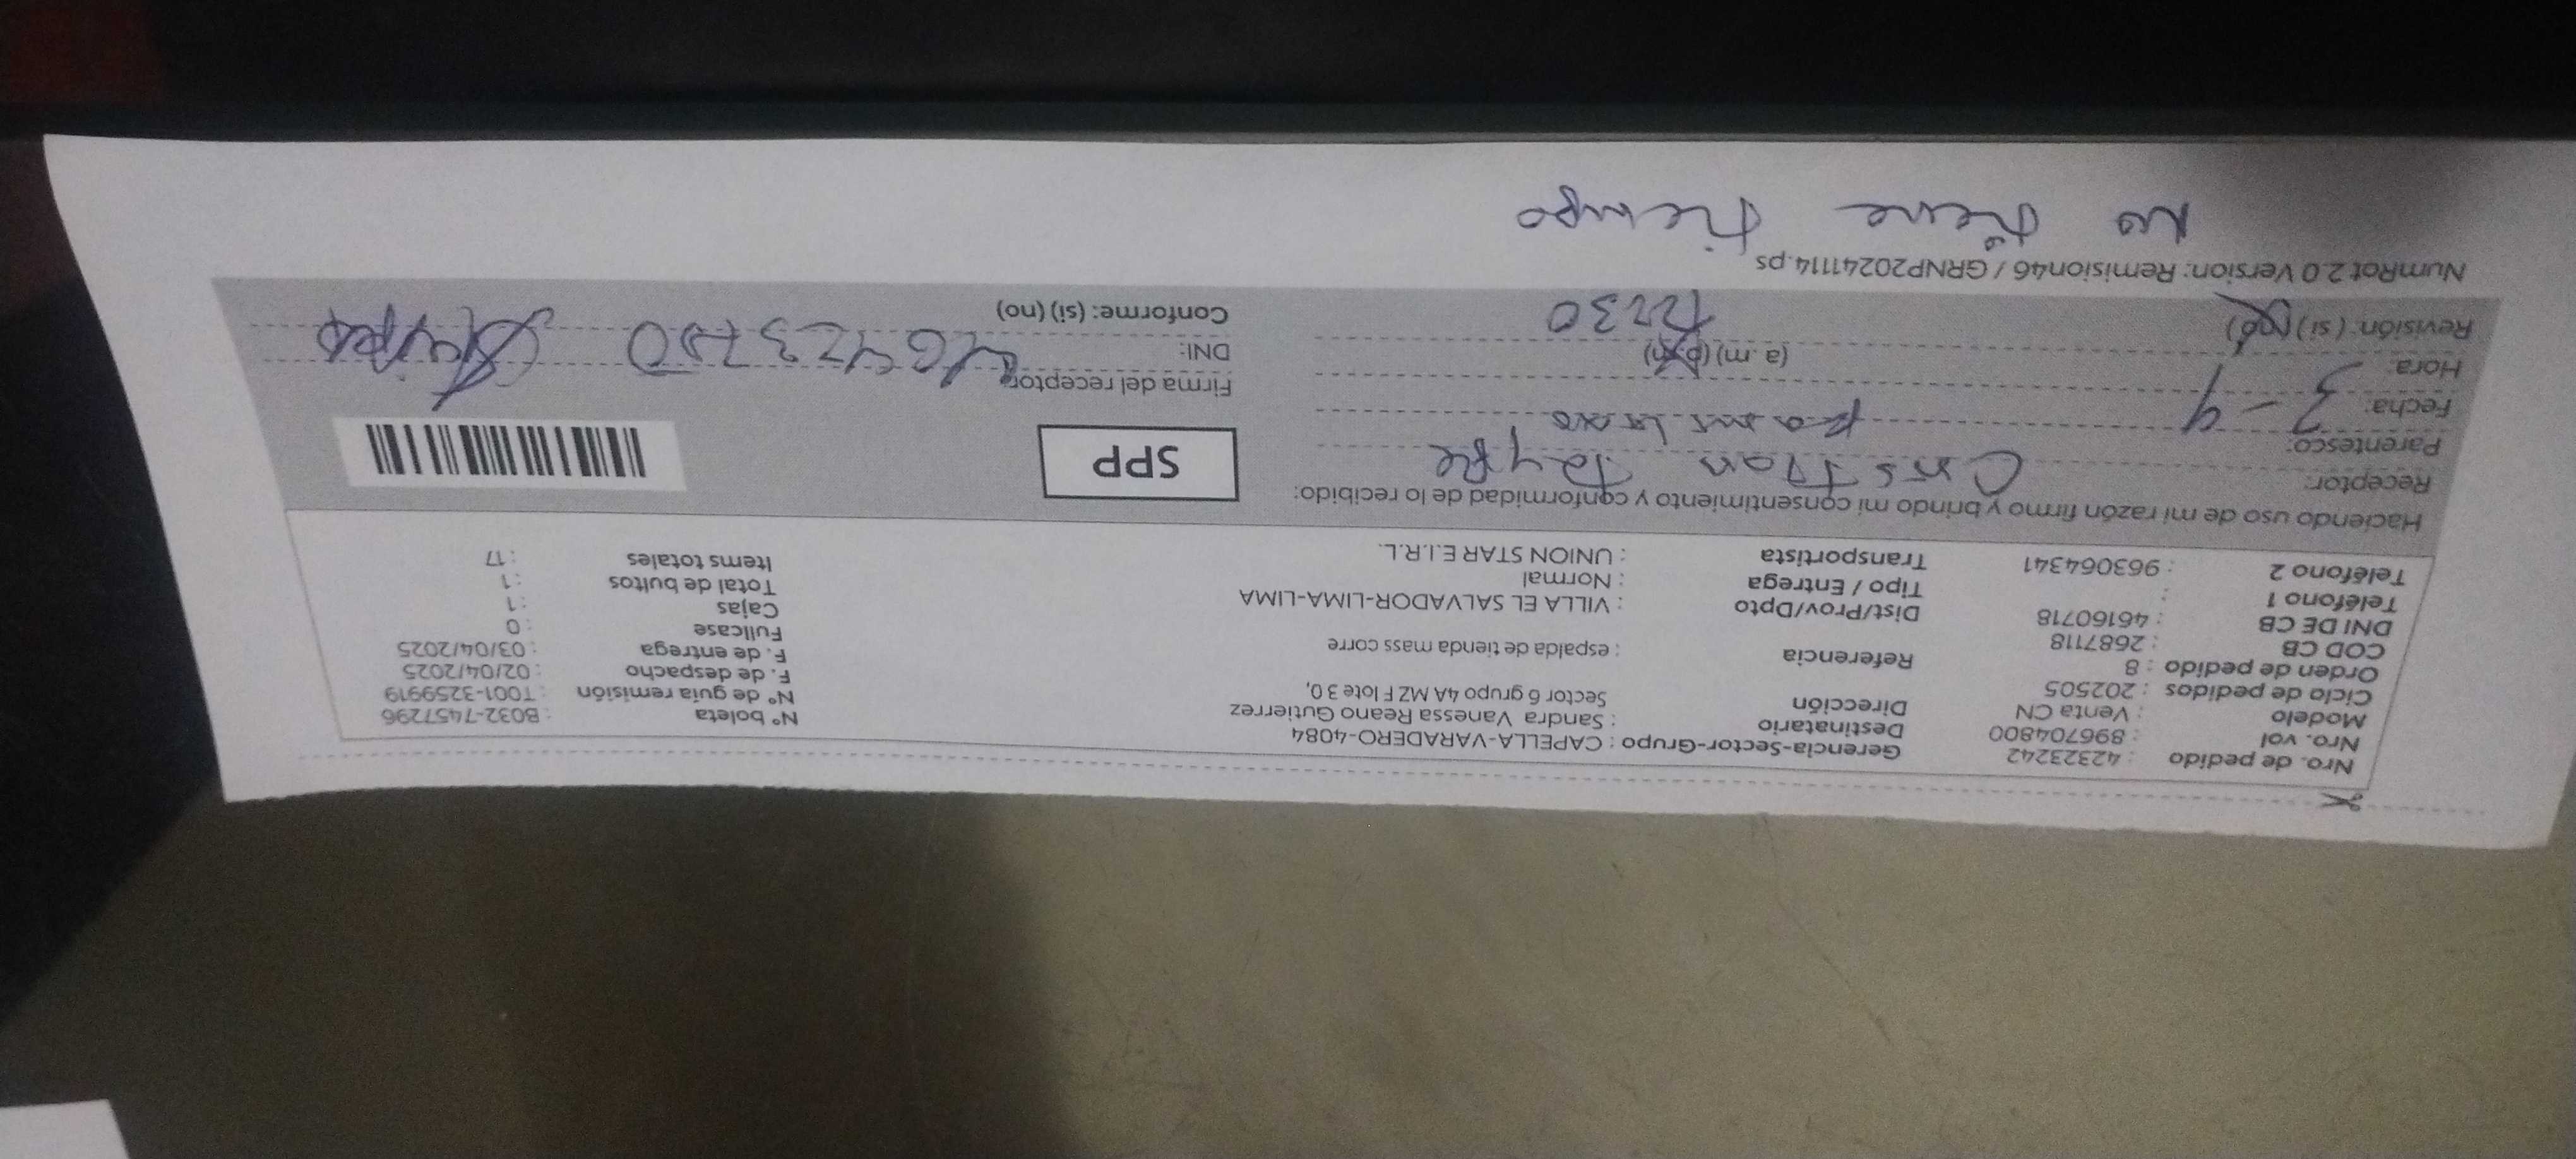 Nro. de pedido : 42323242
Nro. vol : 896704800
Modelo : Venta CN
Ciclo de pedidos : 202505
Orden de pedido : 8
COD CB : 2687118
DNI DE CB : 46160718
Teléfono 1 :
Teléfono 2 : 963064341
Gerencia-Sector-Grupo : CAPELLA-VARADERO-4084
Destinatario : Sandra Vanessa Reano Gutierrez
Dirección Sector 6 grupo 4A MZ F lote 3 0,
Referencia : espalda de tienda mass corre
Dist/Prov/Dpto : VILLA EL SALVADOR-LIMA-LIMA
Tipo / Entrega : Normal
Transportista : UNION STAR E.I.R.L.
N° boleta : B032-7457296
N° de guía remisión : T001-3259919
F. de despacho : 02/04/2025
F. de entrega : 03/04/2025
Fullcase : 0
Cajas : 1
Total de bultos : 1
Items totales : 17
Haciendo uso de mi razón firmo y brindo mi consentimiento y conformidad de lo recibido:
Receptor:
Parentesco:
Fecha: 3-4
Hora: (a. m) (p.m)
Revisión: (si) (no) 12230
SPP
Firma del receptor:
DNI:
Conforme: (si) (no)
NumRot 2.0 Version: Remision46 / GRNP20241114.ps
No tiene tiempo